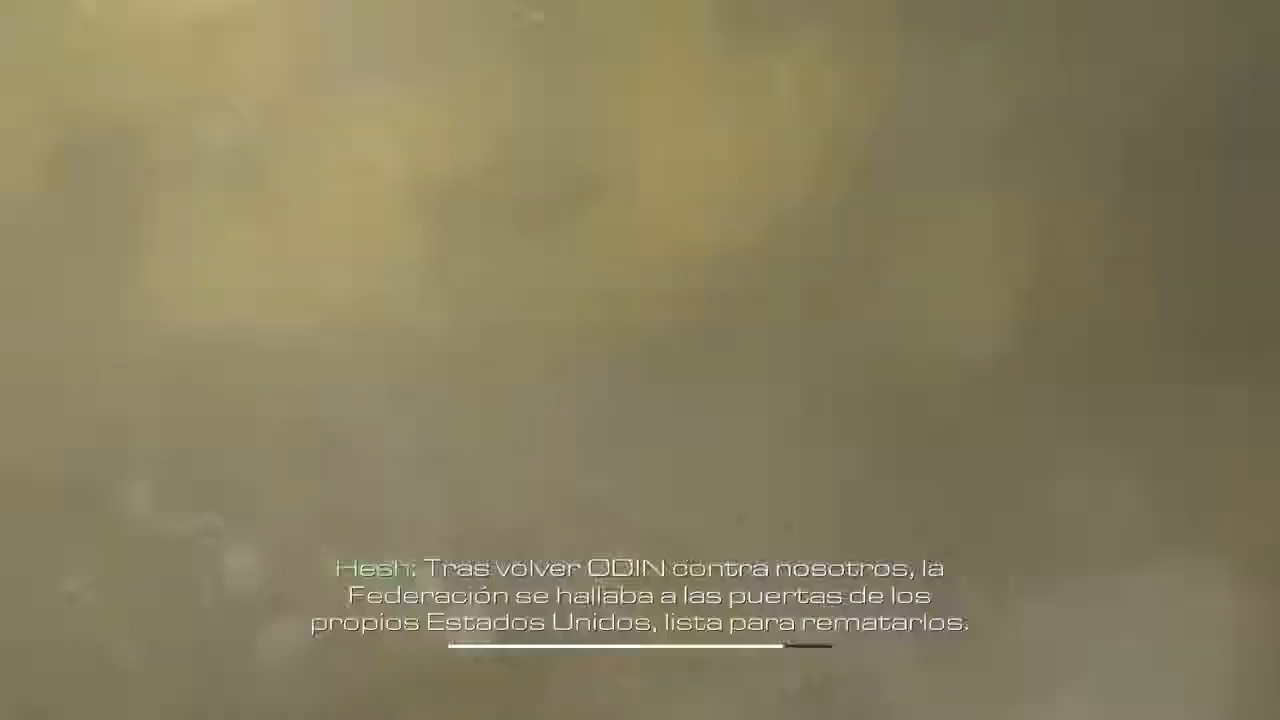 Hesh: Tras volver ODIN contra nosotros, la
Federación se hallaba a las puertas de los
propios Estados Unidos, lista para rematarlos.